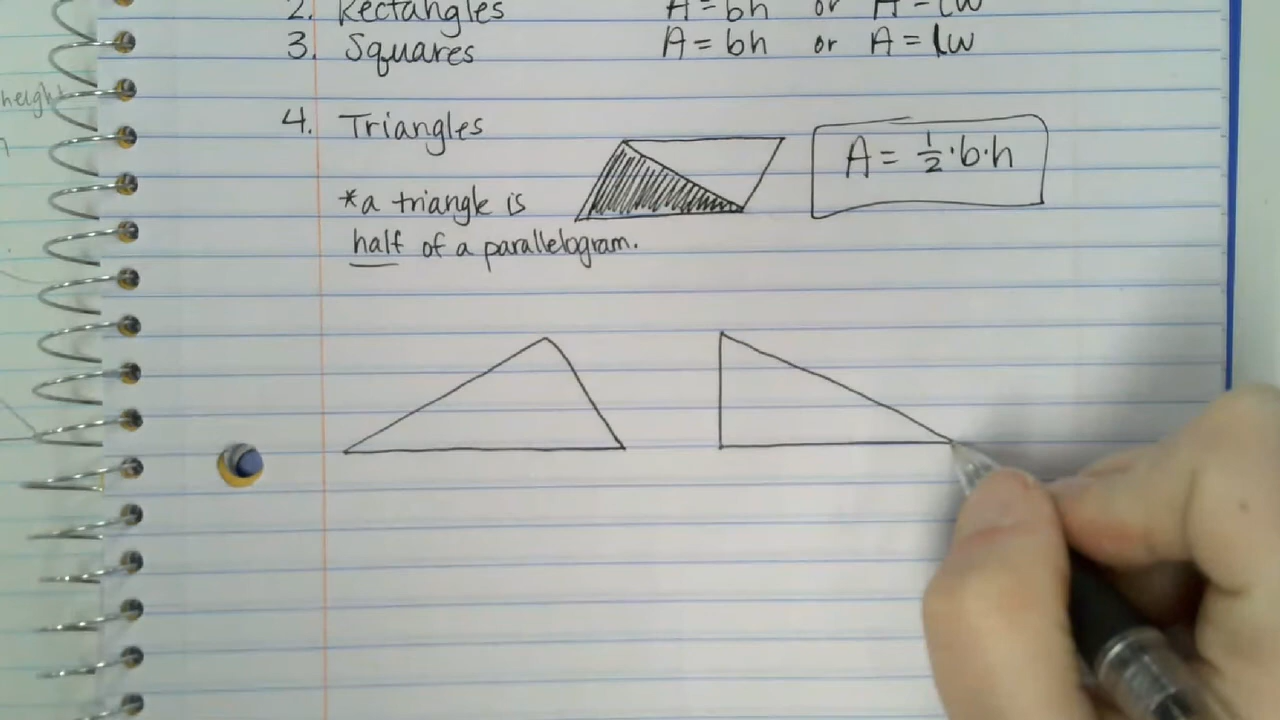 2. Rectangles A = bh or A = lw
3. Squares A = bh or A = lw
4. Triangles A = 1/2 · b · h
*a triangle is
half of a parallelogram.
height